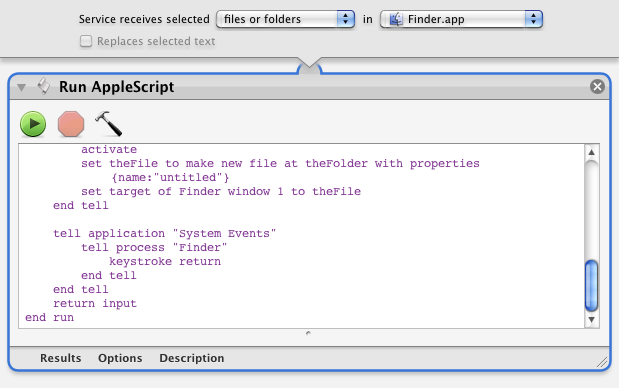 Service receives selected files or folders in Finder.app
Replaces selected text
Run AppleScript
activate
set theFile to make new file at theFolder with properties
{name:"untitled"}
set target of Finder window 1 to theFile
end tell
tell application "System Events"
tell process "Finder"
keystroke return
end tell
end tell
return input
end run
Results Options Description